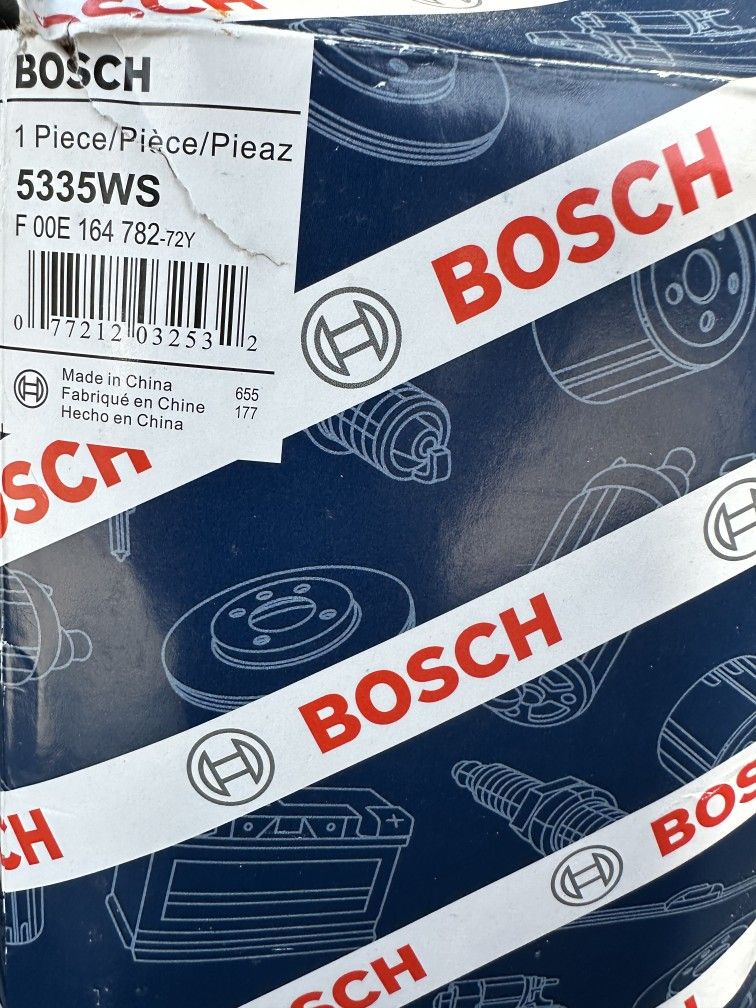 BOSCH
1 Piece/Pièce/Pieaz
5335WS
F 00E 164 782-72Y
0 77212 03253 2
Made in China
Fabriqué en Chine
Hecho en China
655
177
BOSCH
OSCH
BOSCH
CH
BOS
SCH